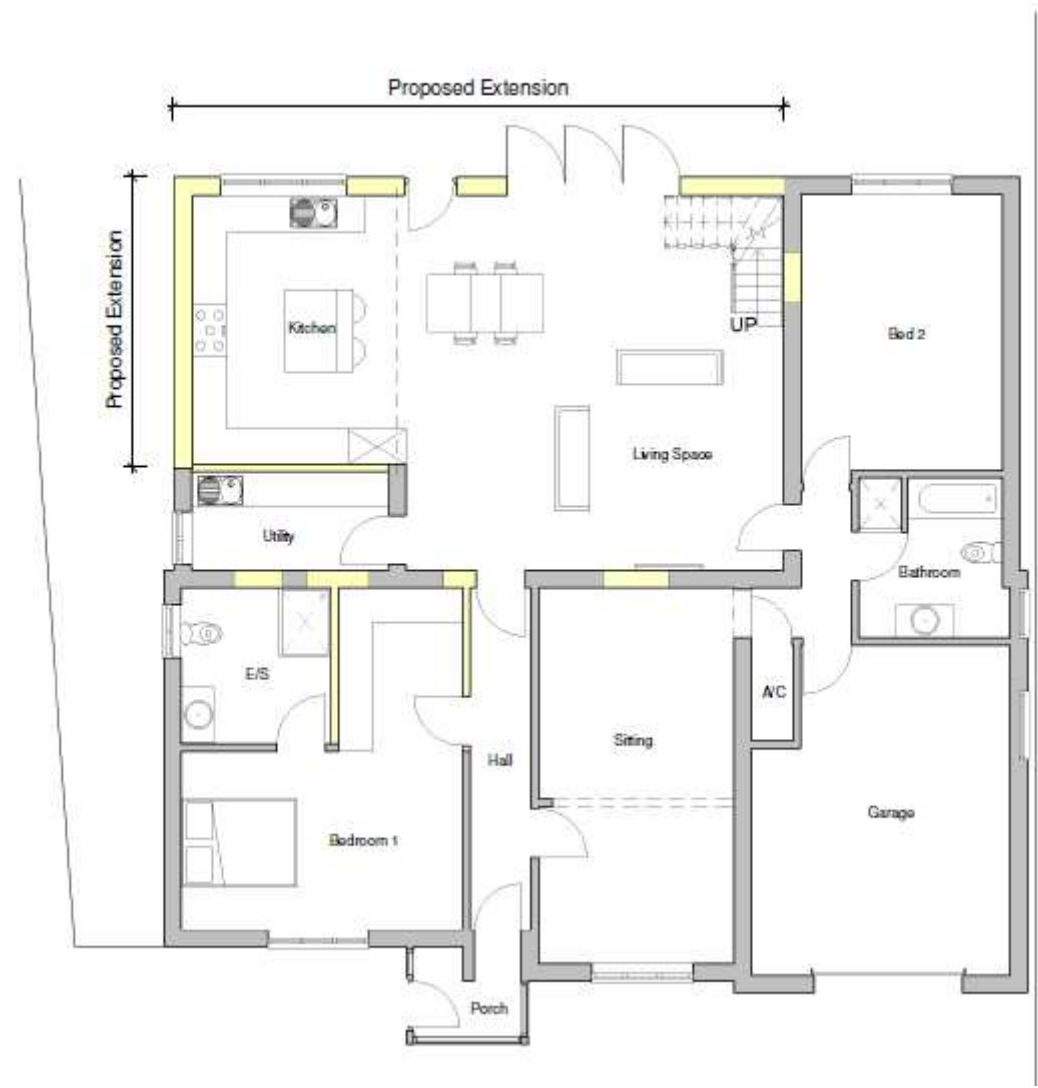 Proposed Extension
Proposed Extension
Kitchen
UP
Bed 2
Living Space
Utility
Bathroom
E/S
A/C
Sitting
Hall
Garage
Bedroom 1
Porch